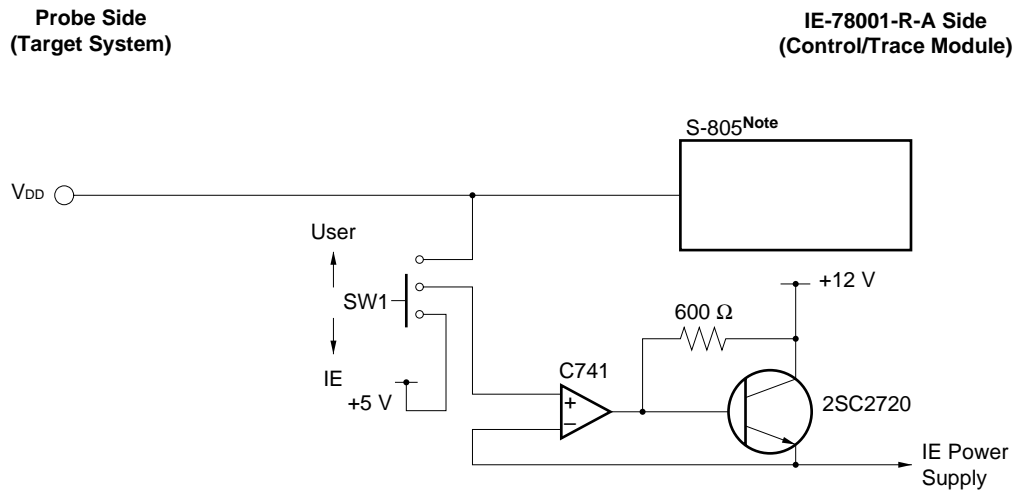 Probe Side
(Target System)
IE-78001-R-A Side
(Control/Trace Module)
S-805Note
VDD
User
SW1
IE
+5 V
+12 V
600 Ω
C741
+
−
2SC2720
IE Power
Supply